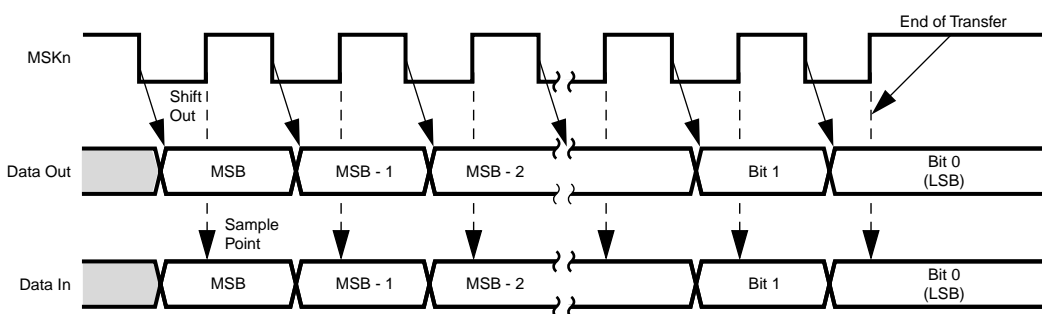 End of Transfer
MSKn
Shift
Out
Data Out
MSB
MSB - 1
MSB - 2
Bit 1
Bit 0
(LSB)
Sample
Point
Data In
MSB
MSB - 1
MSB - 2
Bit 1
Bit 0
(LSB)